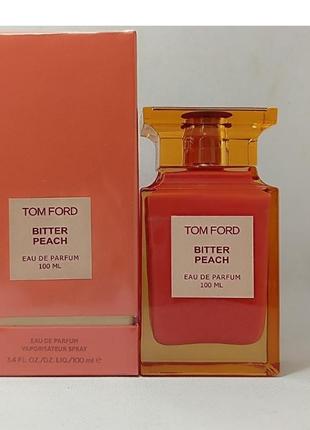 TOM FORD
BITTER
PEACH
EAU DE PARFUM
100 ML
EAU DE PARFUM
VAPORISATEUR SPRAY
3.4 FL. OZ./OZ. LIQ./100 ml ℮
TOM FORD
BITTER
PEACH
EAU DE PARFUM
100 ML